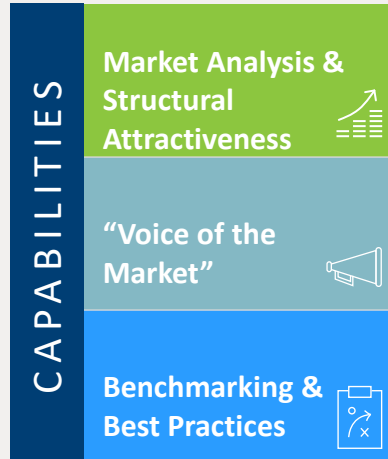 CAPABILITIES
Market Analysis &
Structural
Attractiveness
“Voice of the
Market”
Benchmarking &
Best Practices